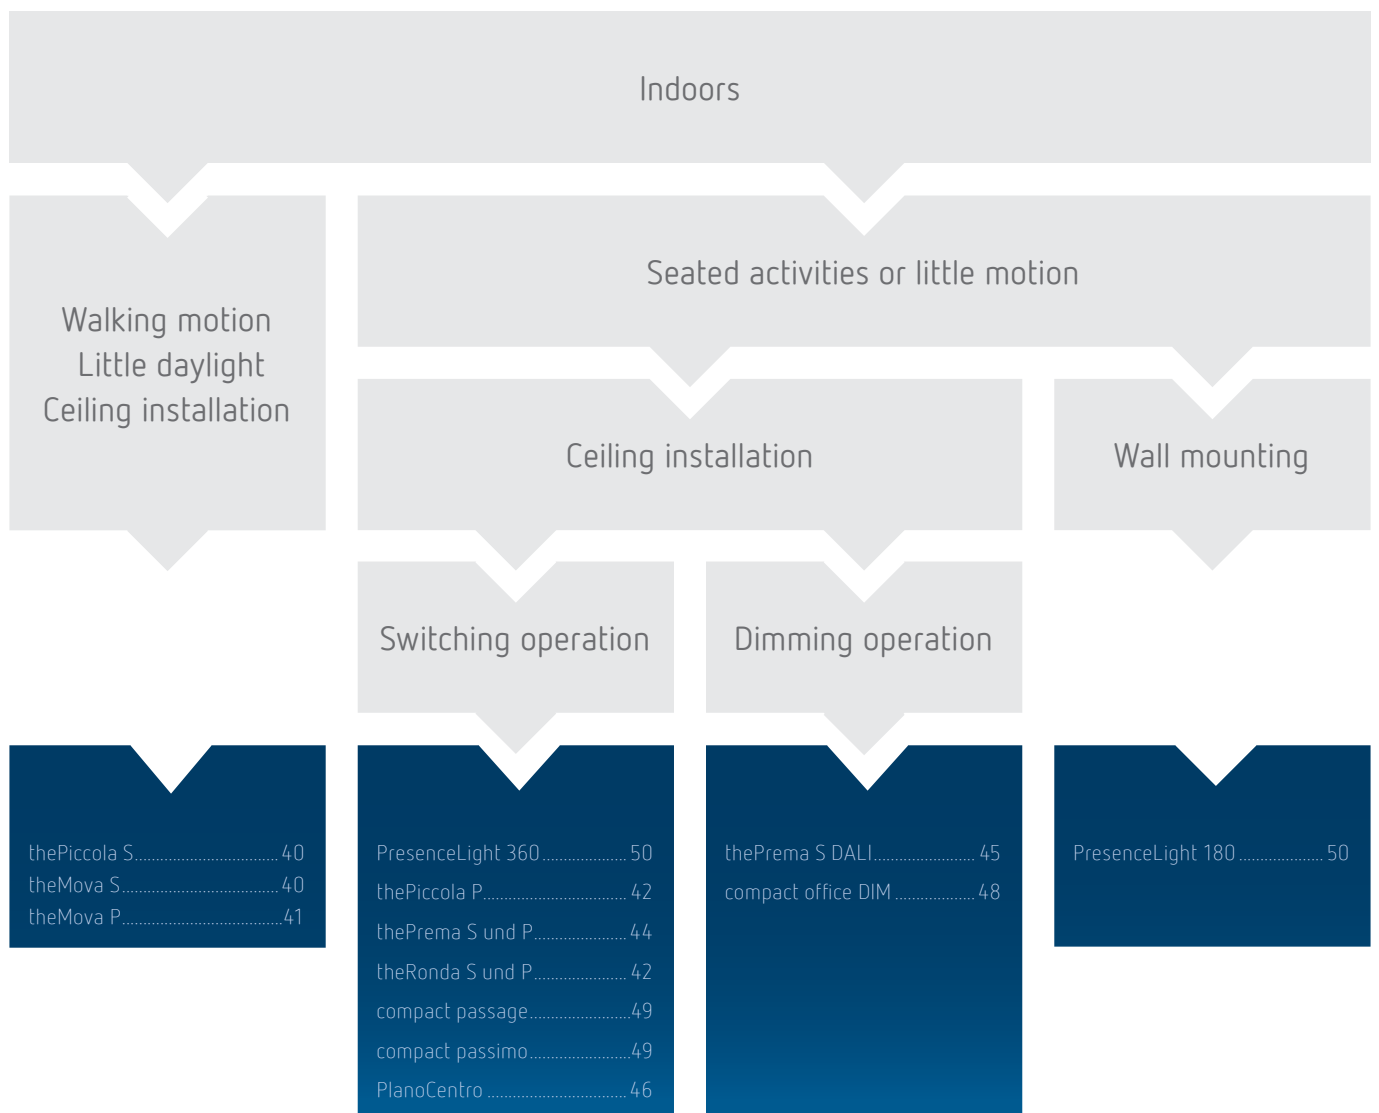 Indoors
Walking motion
Little daylight
Ceiling installation
Seated activities or little motion
Ceiling installation
Wall mounting
Switching operation
Dimming operation
thePiccola S................................. 40
theMova S..................................... 40
theMova P......................................41
PresenceLight 360.................... 50
thePiccola P.................................. 42
thePrema S und P...................... 44
theRonda S und P...................... 42
compact passage........................49
compact passimo........................49
PlanoCentro ................................. 46
thePrema S DALI........................ 45
compact office DIM ................... 48
PresenceLight 180 .................... 50